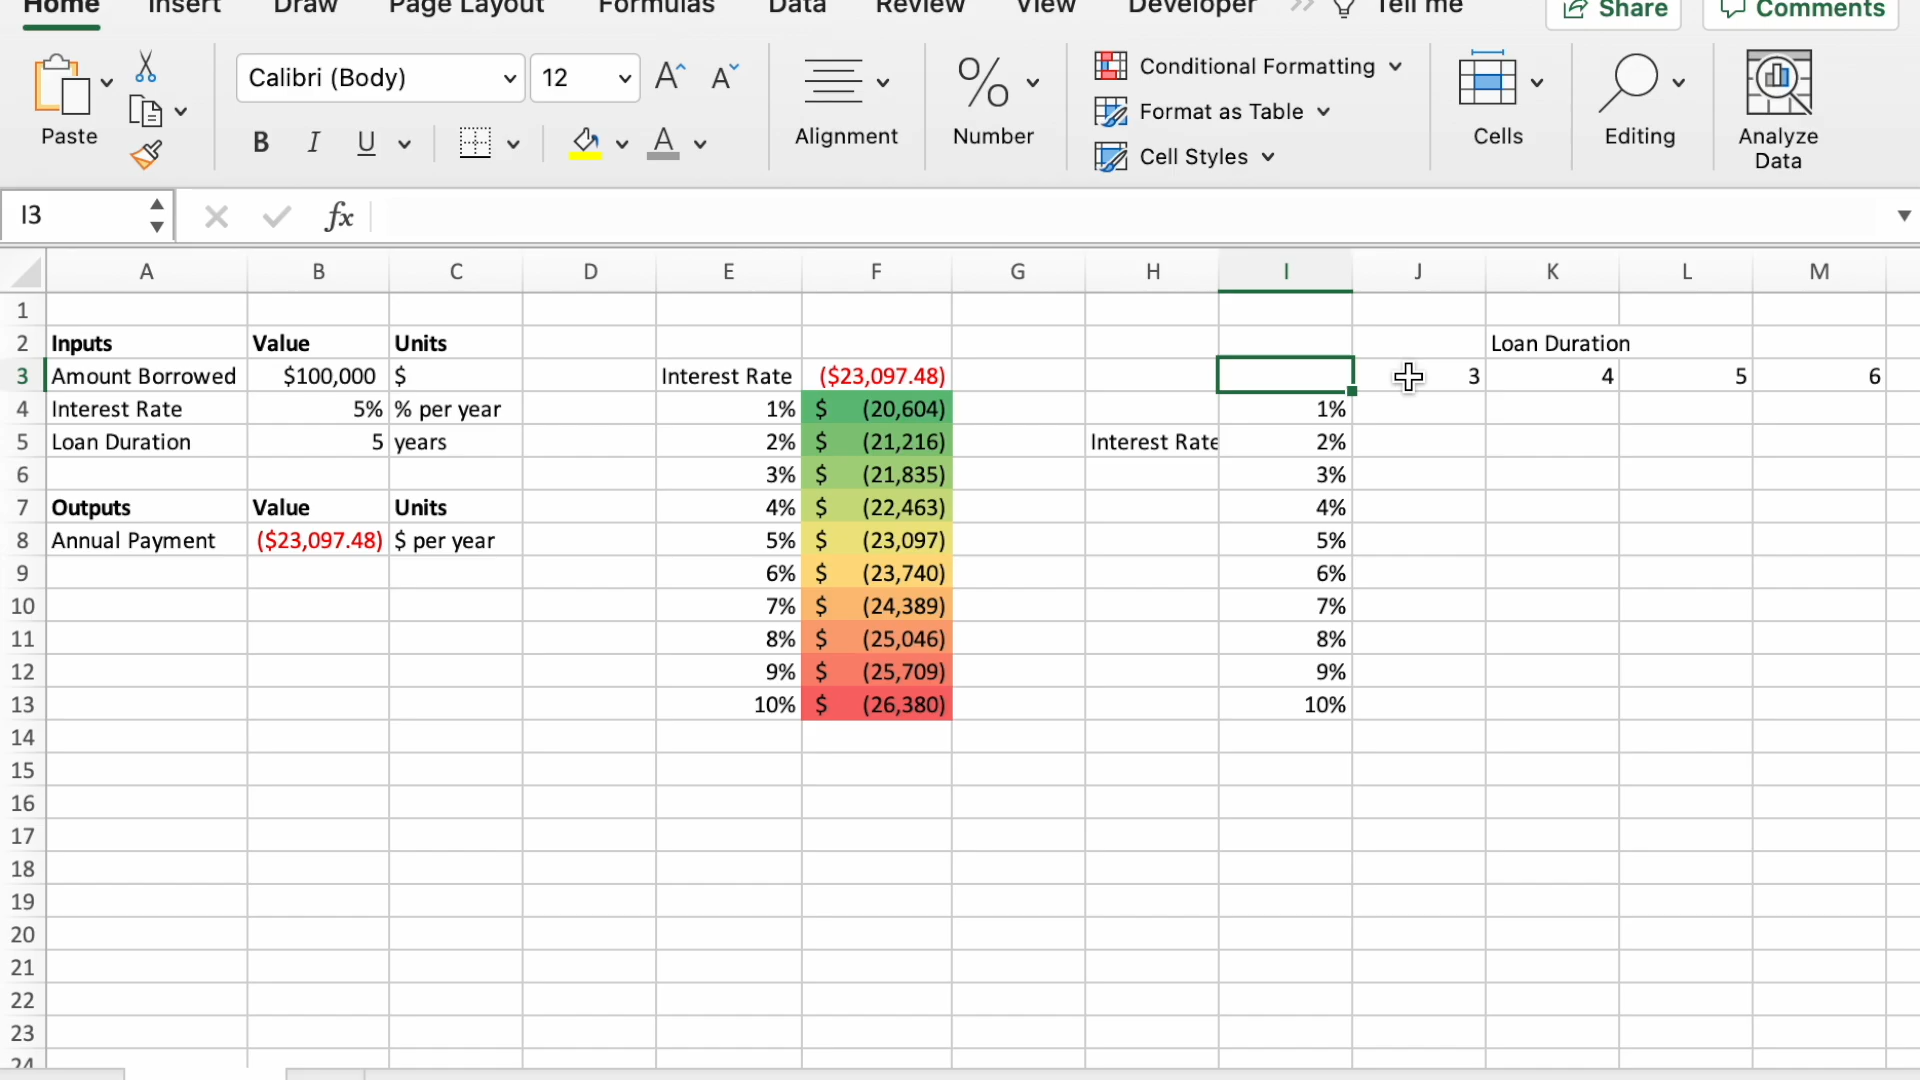 Home Insert Draw Page Layout Formulas Data Review View Developer Tell me Share Comments
Paste
Calibri (Body) 12
B I U A
Alignment
Number
Conditional Formatting
Format as Table
Cell Styles
Cells
Editing
Analyze Data
I3 fx
A B C D E F G H I J K L M
1
2 Inputs Value Units Loan Duration
3 Amount Borrowed $100,000 $ Interest Rate ($23,097.48) 3 4 5 6
4 Interest Rate 5% % per year 1% $ (20,604) 1%
5 Loan Duration 5 years 2% $ (21,216) Interest Rate 2%
6 3% $ (21,835) 3%
7 Outputs Value Units 4% $ (22,463) 4%
8 Annual Payment ($23,097.48) $ per year 5% $ (23,097) 5%
9 6% $ (23,740) 6%
10 7% $ (24,389) 7%
11 8% $ (25,046) 8%
12 9% $ (25,709) 9%
13 10% $ (26,380) 10%
14
15
16
17
18
19
20
21
22
23
24